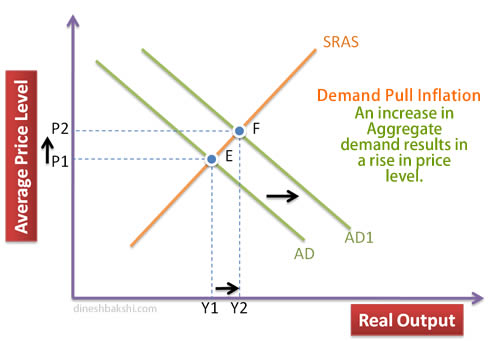 SRAS
Demand Pull Inflation
An increase in
Aggregate
demand results in
a rise in price
level.
Average Price Level
P2
F
P1
E
AD1
AD
dineshbakshi.com
Y1
Y2
Real Output